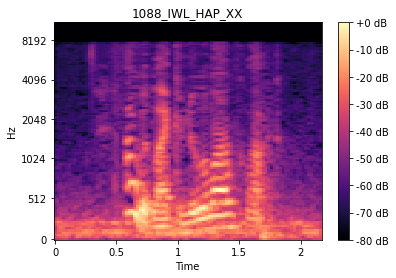 1088_IWL_HAP_XX
+0 dB
8192
-10 dB
4096
-20 dB
-30 dB
2048
Hz
-40 dB
1024
-50 dB
512
-60 dB
-70 dB
0
-80 dB
0 0.5 1 1.5 2
Time